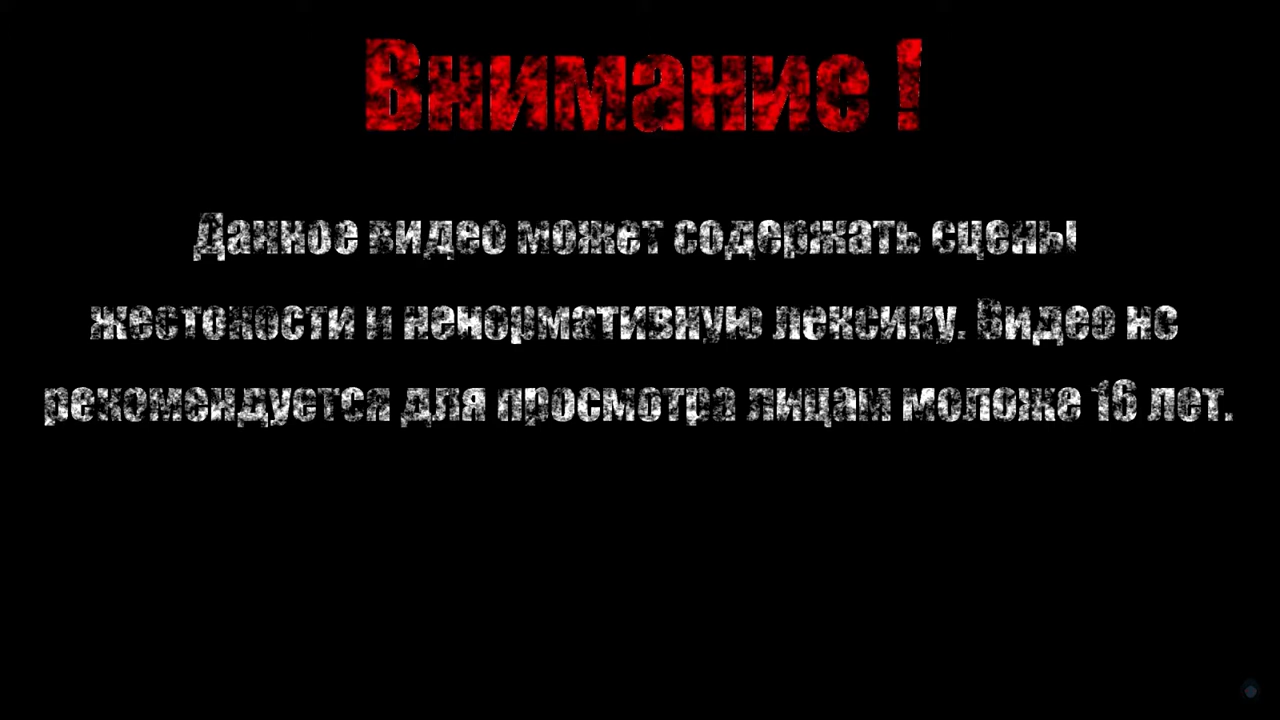 Внимание !
Данное видео может содержать сцены
жестокости и ненормативную лексику. Видео не
рекомендуется для просмотра лицам моложе 16 лет.